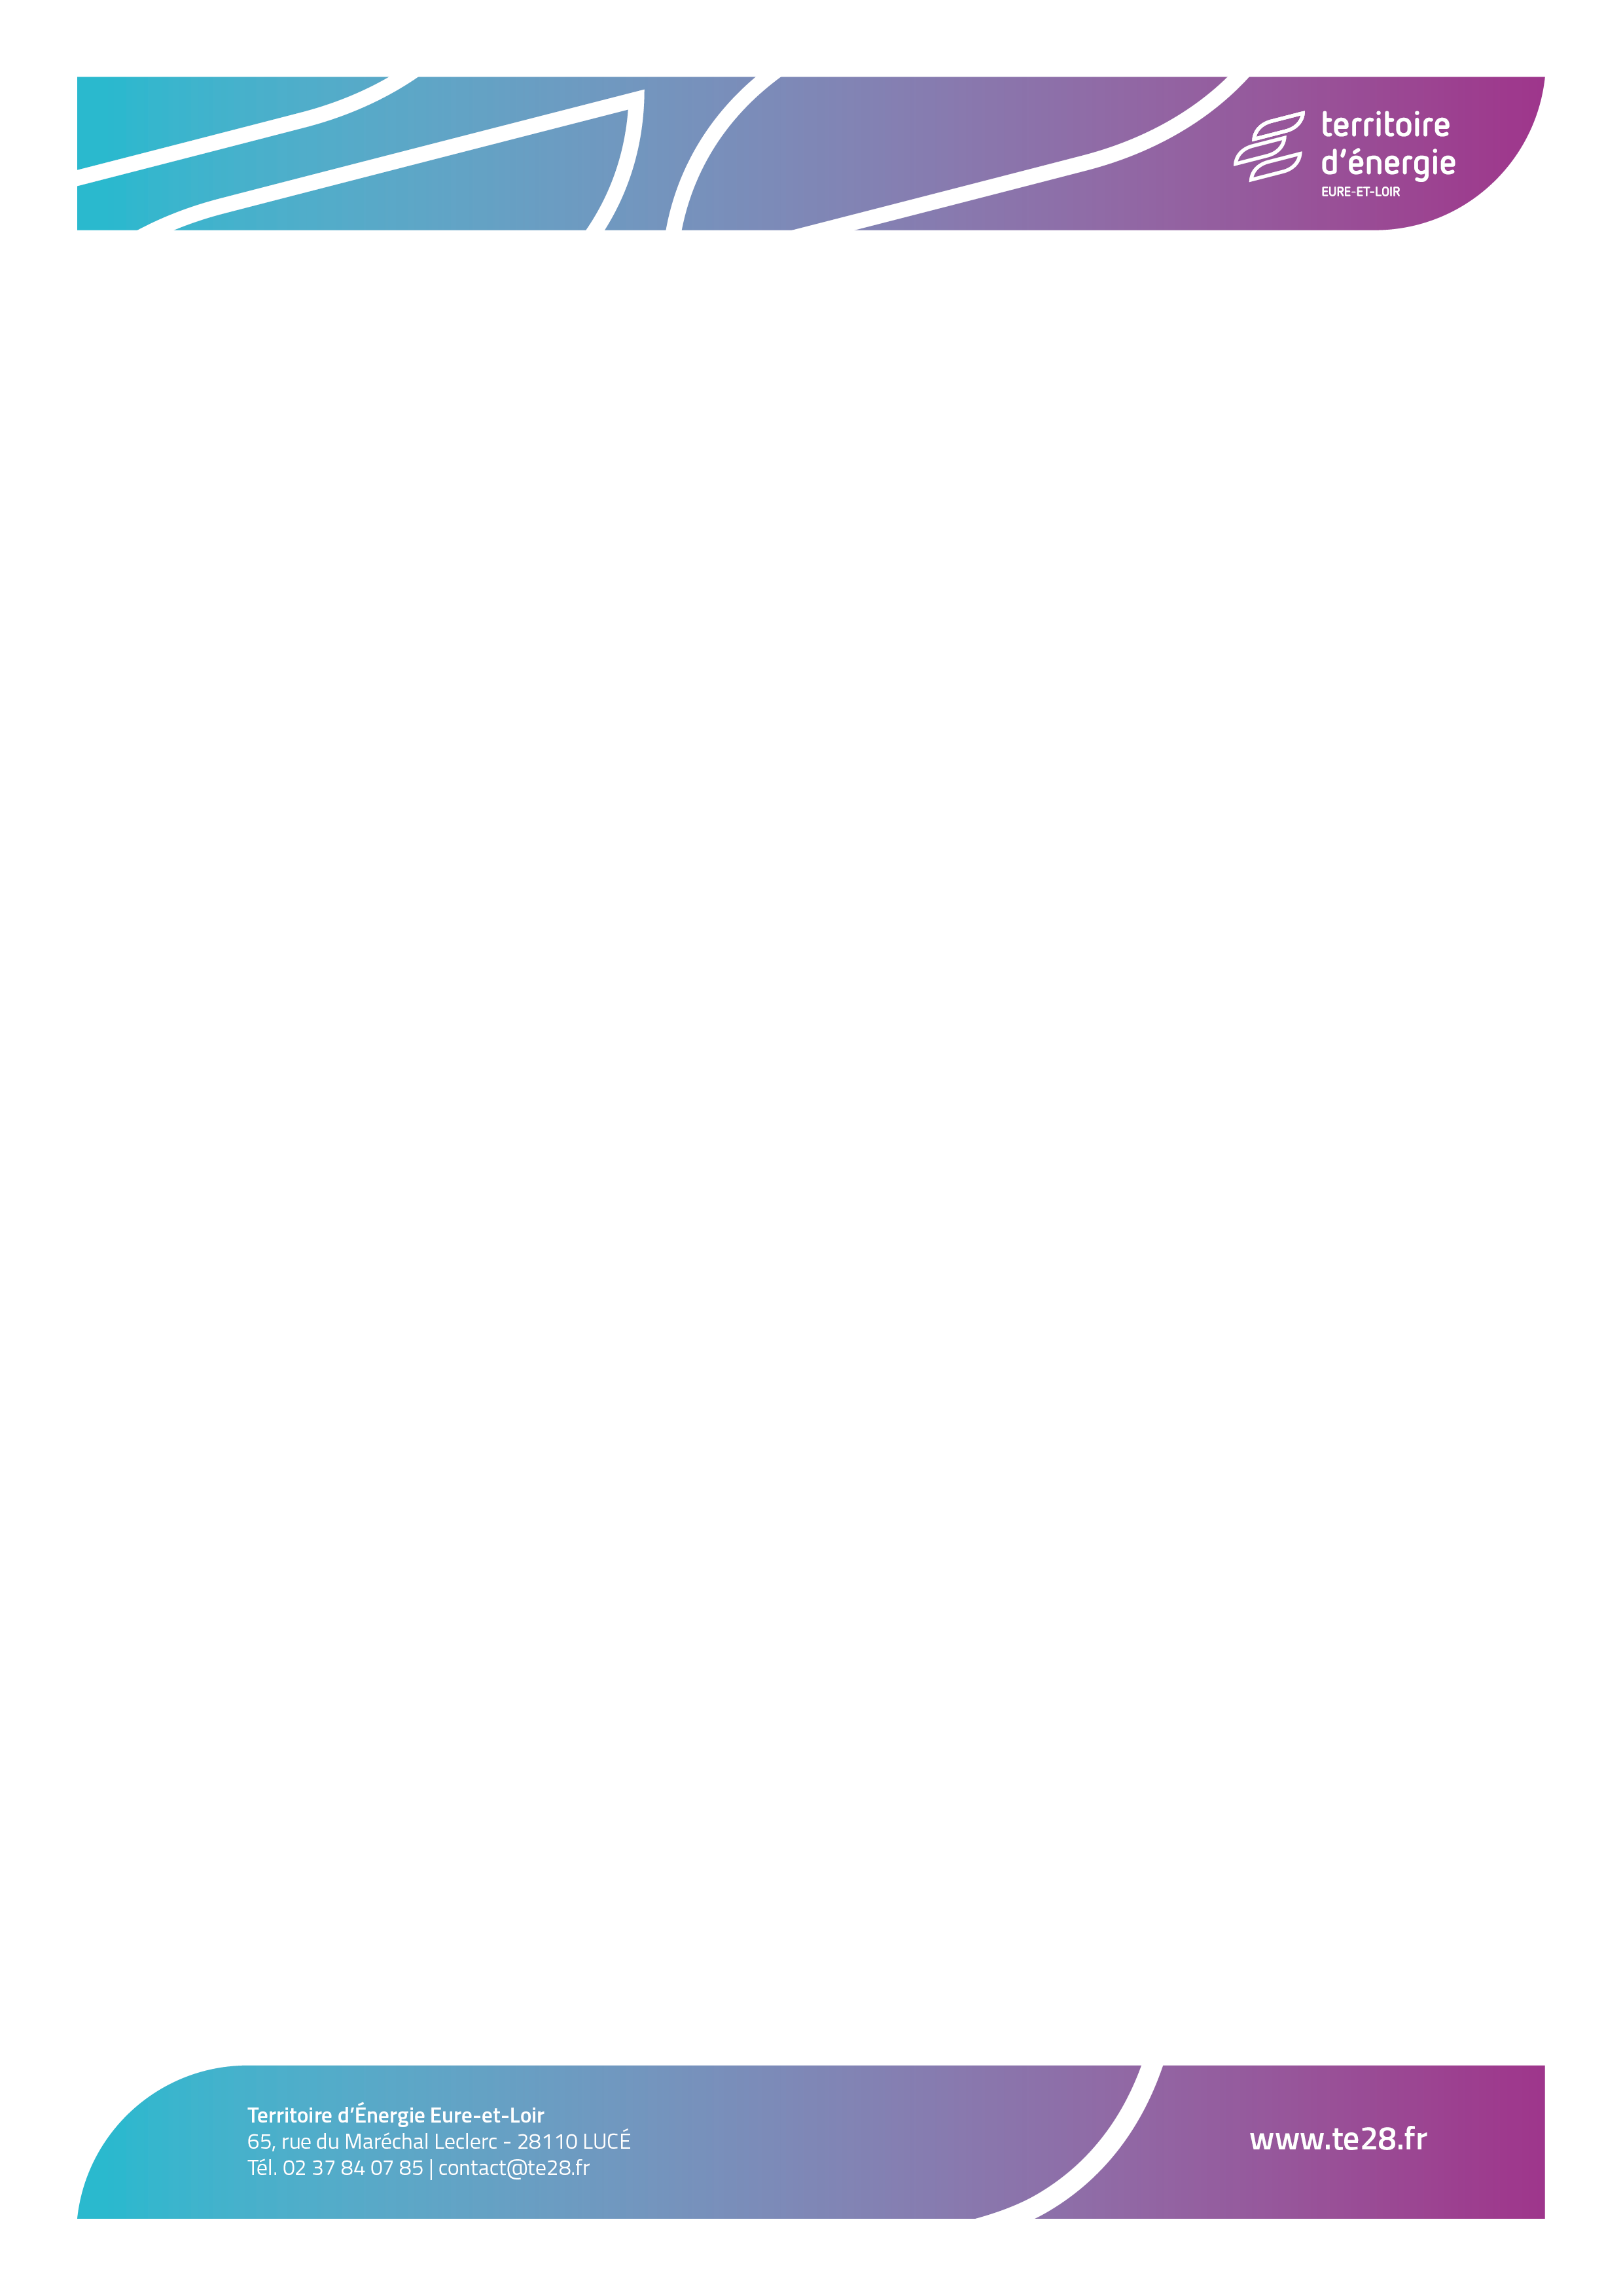 territoire
d'énergie
EURE-ET-LOIR
Territoire d'Énergie Eure-et-Loir
65, rue du Maréchal Leclerc - 28110 LUCÉ
Tél. 02 37 84 07 85 | contact@te28.fr
www.te28.fr